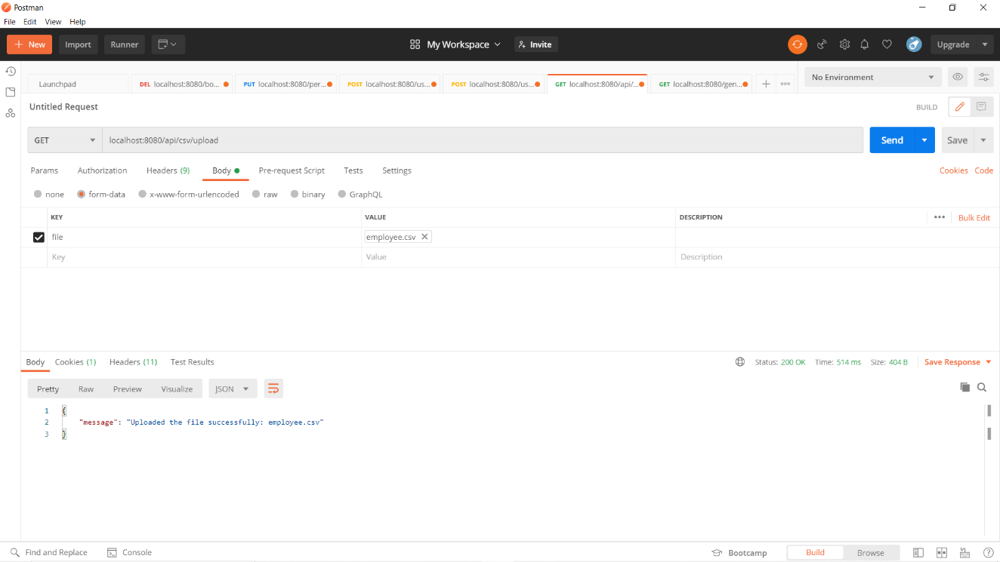 Postman
File Edit View Help
New Import Runner My Workspace Invite Upgrade
Launchpad DEL localhost:8080/bo... PUT localhost:8080/per... POST localhost:8080/us... POST localhost:8080/us... GET localhost:8080/api/... GET localhost:8080/gen... No Environment
Untitled Request BUILD
GET localhost:8080/api/csv/upload Send Save
Params Authorization Headers (9) Body Pre-request Script Tests Settings Cookies Code
none form-data x-www-form-urlencoded raw binary GraphQL
KEY VALUE DESCRIPTION Bulk Edit
file employee.csv
Key Value Description
Body Cookies (1) Headers (11) Test Results Status: 200 OK Time: 514 ms Size: 404 B Save Response
Pretty Raw Preview Visualize JSON
1 {
2 "message": "Uploaded the file successfully: employee.csv"
3 }
Find and Replace Console Bootcamp Build Browse